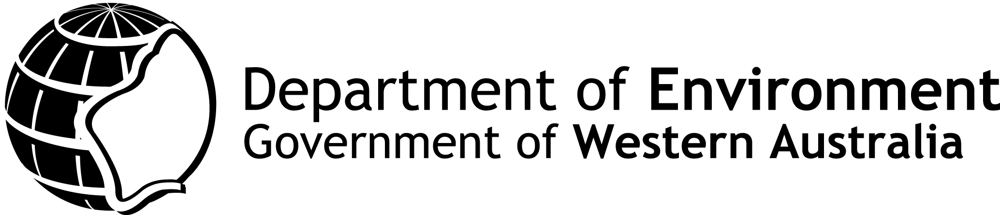 Department of Environment
Government of Western Australia